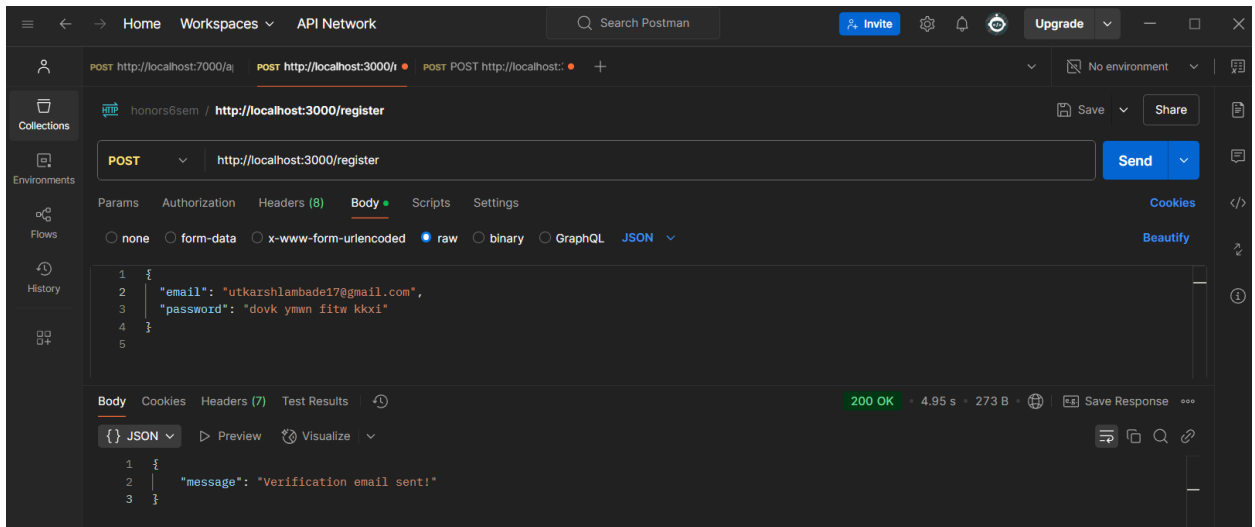 Home Workspaces API Network Search Postman Invite Upgrade
POST http://localhost:7000/a POST http://localhost:3000/r POST POST http://localhost: No environment
HTTP honors6sem / http://localhost:3000/register Save Share
Collections
POST http://localhost:3000/register Send
Environments
Params Authorization Headers (8) Body Scripts Settings Cookies
Flows
none form-data x-www-form-urlencoded raw binary GraphQL JSON Beautify
History
1 {
2 "email": "utkarshlambade17@gmail.com",
3 "password": "dovk ymwn fitw kkxi"
4 }
5
Body Cookies Headers (7) Test Results 200 OK 4.95 s 273 B e.g. Save Response
{} JSON Preview Visualize
1 {
2 "message": "Verification email sent!"
3 }